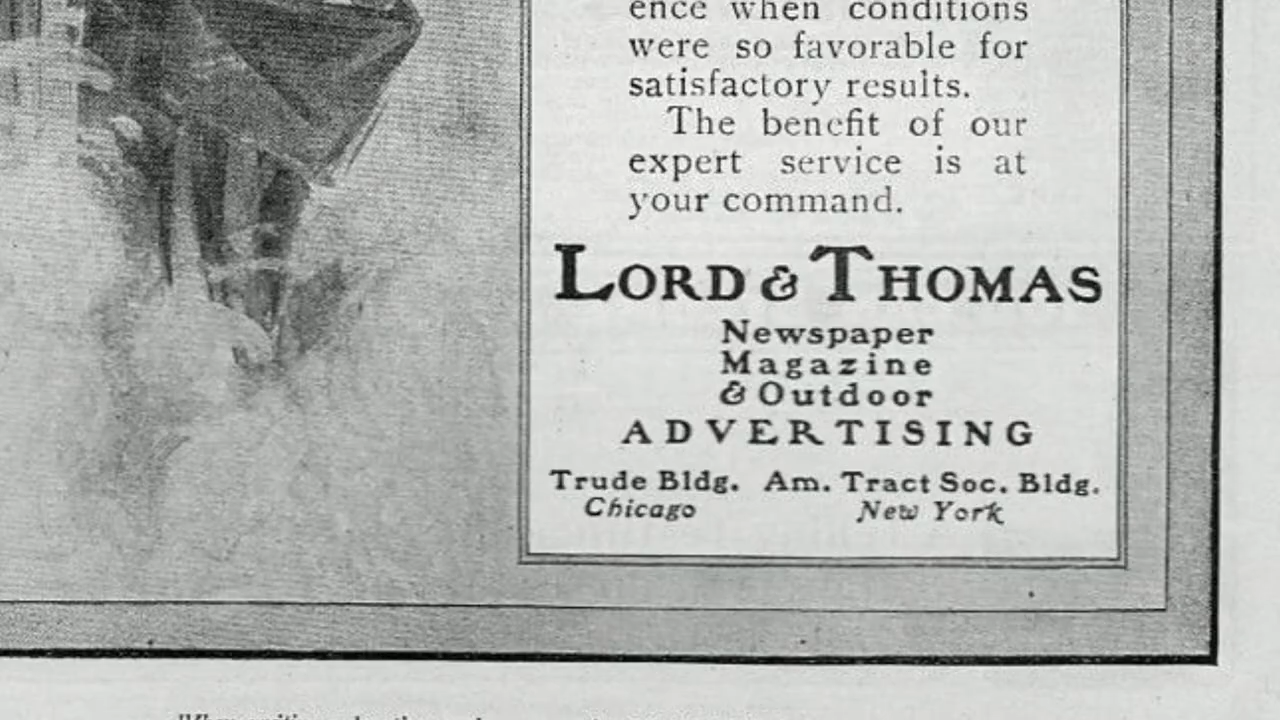 ence when conditions
were so favorable for
satisfactory results.
The benefit of our
expert service is at
your command.
LORD & THOMAS
Newspaper
Magazine
& Outdoor
ADVERTISING
Trude Bldg. Am. Tract Soc. Bldg.
Chicago New York